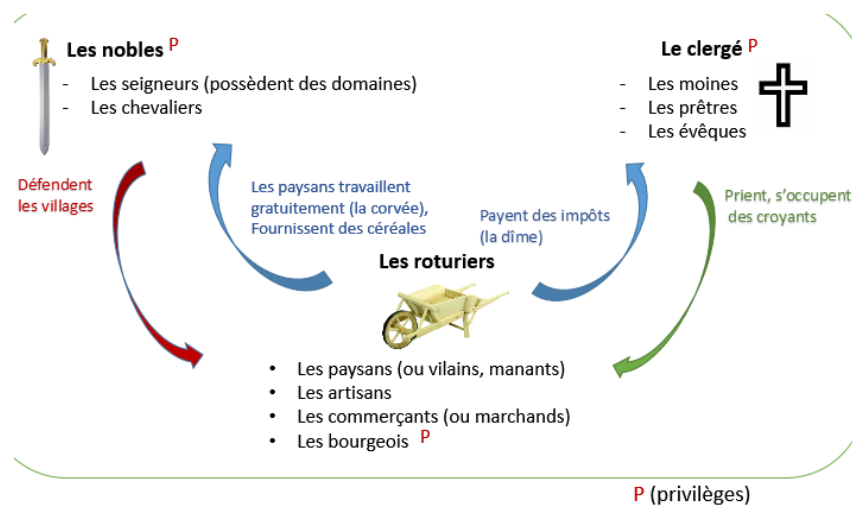 Les nobles P
- Les seigneurs (possèdent des domaines)
- Les chevaliers
Le clergé P
- Les moines
- Les prêtres
- Les évêques
Défendent
les villages
Les paysans travaillent
gratuitement (la corvée),
Fournissent des céréales
Payent des impôts
(la dîme)
Prient, s’occupent
des croyants
Les roturiers
• Les paysans (ou vilains, manants)
• Les artisans
• Les commerçants (ou marchands)
• Les bourgeois P
P (privilèges)